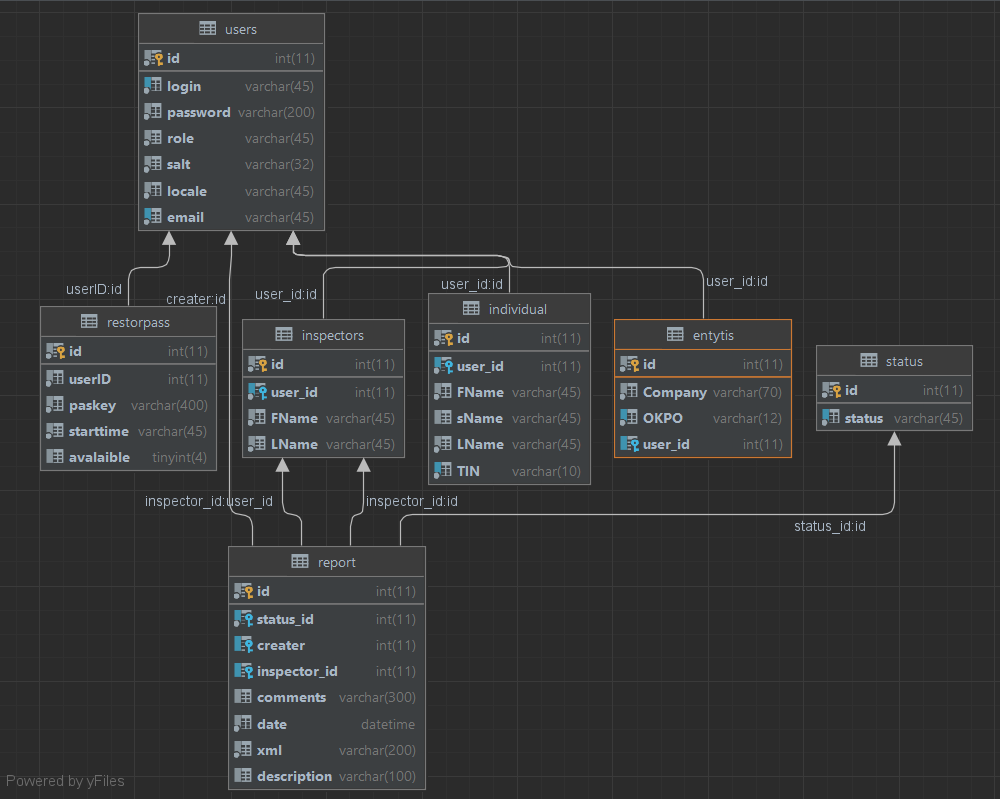 users
id int(11)
login varchar(45)
password varchar(200)
role varchar(45)
salt varchar(32)
locale varchar(45)
email varchar(45)
userID:id
creater:id
user_id:id
user_id:id
user_id:id
restorpass
id int(11)
userID int(11)
paskey varchar(400)
starttime varchar(45)
avalaible tinyint(4)
inspectors
id int(11)
user_id int(11)
FName varchar(45)
LName varchar(45)
individual
id int(11)
user_id int(11)
FName varchar(45)
sName varchar(45)
LName varchar(45)
TIN varchar(10)
entytis
id int(11)
Company varchar(70)
OKPO varchar(12)
user_id int(11)
status
id int(11)
status varchar(45)
inspector_id:user_id
inspector_id:id
status_id:id
report
id int(11)
status_id int(11)
creater int(11)
inspector_id int(11)
comments varchar(300)
date datetime
xml varchar(200)
description varchar(100)
Powered by yFiles